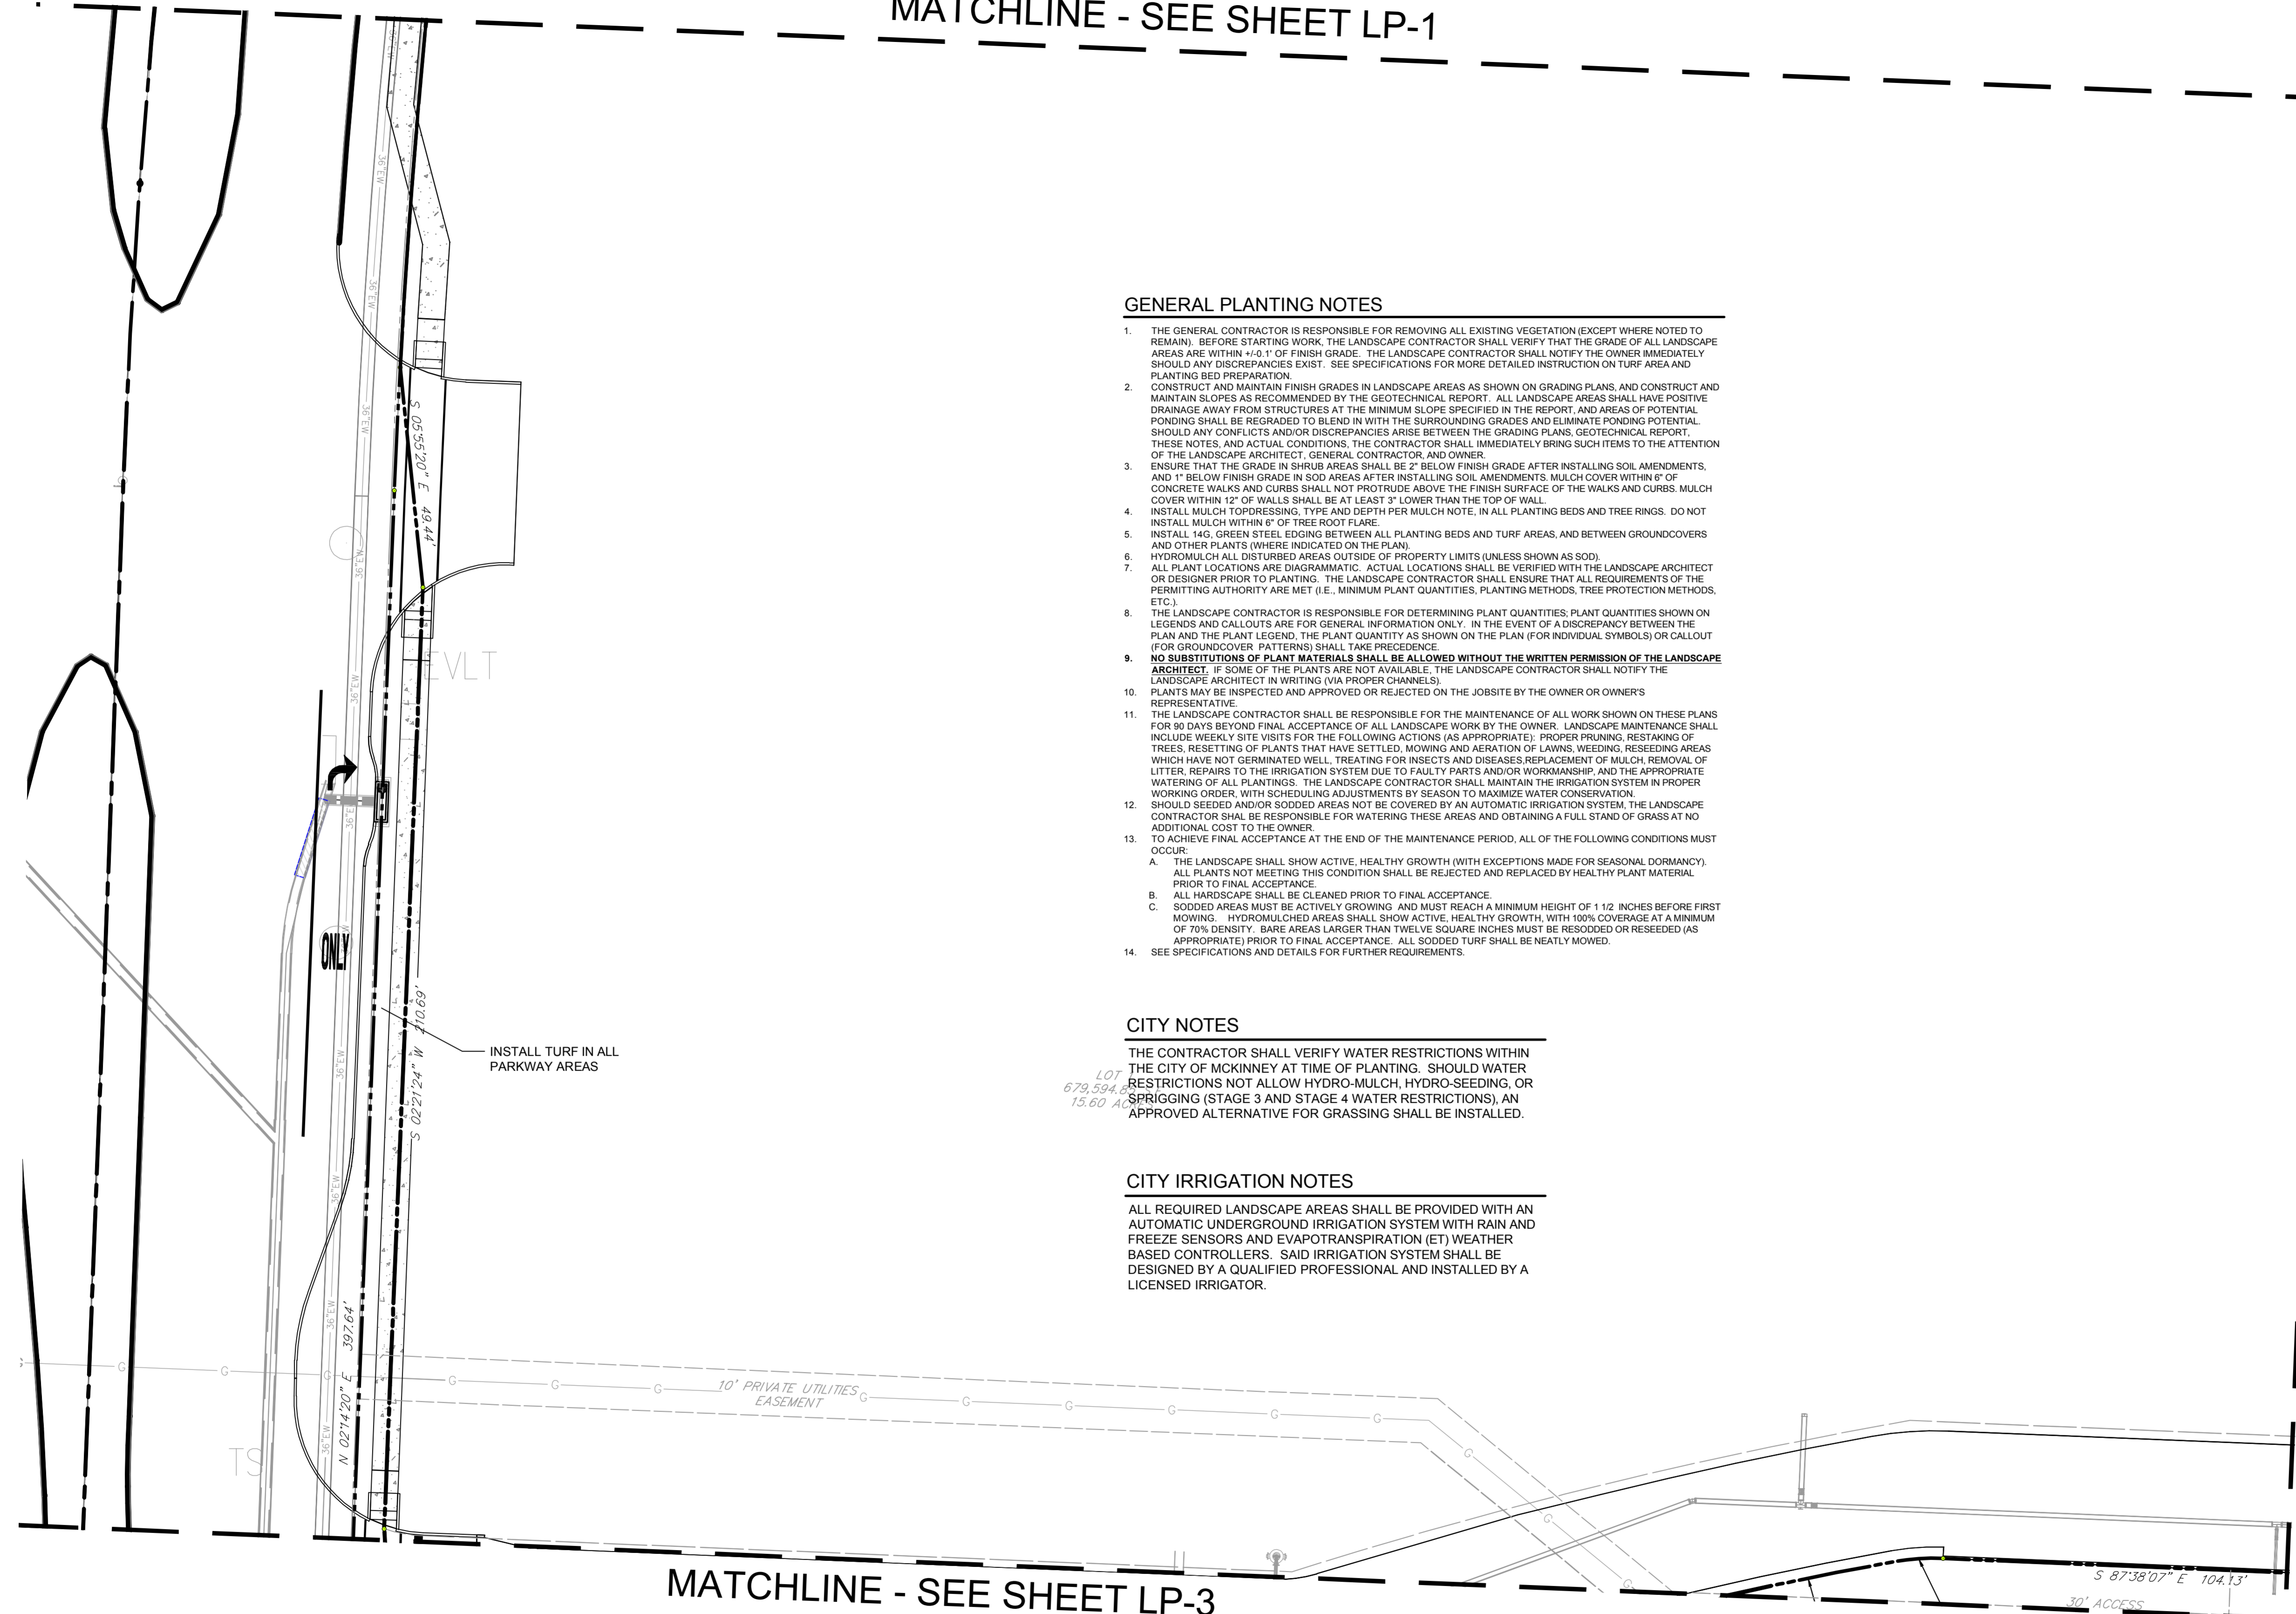 MATCHLINE - SEE SHEET LP-1
36"EW
36"EW
36"EW
36"EW
S 05°55'20" E 49.44'
36"EW
EVLT
36"EW
36"EW
ONLY
S 02°21'24" W 210.69'
INSTALL TURF IN ALL
PARKWAY AREAS
36"EW
36"EW
36"EW
36"EW
N 02°14'20" E 397.64'
TS
GENERAL PLANTING NOTES
1. THE GENERAL CONTRACTOR IS RESPONSIBLE FOR REMOVING ALL EXISTING VEGETATION (EXCEPT WHERE NOTED TO
REMAIN). BEFORE STARTING WORK, THE LANDSCAPE CONTRACTOR SHALL VERIFY THAT THE GRADE OF ALL LANDSCAPE
AREAS ARE WITHIN +/-0.1' OF FINISH GRADE. THE LANDSCAPE CONTRACTOR SHALL NOTIFY THE OWNER IMMEDIATELY
SHOULD ANY DISCREPANCIES EXIST. SEE SPECIFICATIONS FOR MORE DETAILED INSTRUCTION ON TURF AREA AND
PLANTING BED PREPARATION.
2. CONSTRUCT AND MAINTAIN FINISH GRADES IN LANDSCAPE AREAS AS SHOWN ON GRADING PLANS, AND CONSTRUCT AND
MAINTAIN SLOPES AS RECOMMENDED BY THE GEOTECHNICAL REPORT. ALL LANDSCAPE AREAS SHALL HAVE POSITIVE
DRAINAGE AWAY FROM STRUCTURES AT THE MINIMUM SLOPE SPECIFIED IN THE REPORT, AND AREAS OF POTENTIAL
PONDING SHALL BE REGRADED TO BLEND IN WITH THE SURROUNDING GRADES AND ELIMINATE PONDING POTENTIAL.
SHOULD ANY CONFLICTS AND/OR DISCREPANCIES ARISE BETWEEN THE GRADING PLANS, GEOTECHNICAL REPORT,
THESE NOTES, AND ACTUAL CONDITIONS, THE CONTRACTOR SHALL IMMEDIATELY BRING SUCH ITEMS TO THE ATTENTION
OF THE LANDSCAPE ARCHITECT, GENERAL CONTRACTOR, AND OWNER.
3. ENSURE THAT THE GRADE IN SHRUB AREAS SHALL BE 2" BELOW FINISH GRADE AFTER INSTALLING SOIL AMENDMENTS,
AND 1" BELOW FINISH GRADE IN SOD AREAS AFTER INSTALLING SOIL AMENDMENTS. MULCH COVER WITHIN 6" OF
CONCRETE WALKS AND CURBS SHALL NOT PROTRUDE ABOVE THE FINISH SURFACE OF THE WALKS AND CURBS. MULCH
COVER WITHIN 12" OF WALLS SHALL BE AT LEAST 3" LOWER THAN THE TOP OF WALL.
4. INSTALL MULCH TOPDRESSING, TYPE AND DEPTH PER MULCH NOTE, IN ALL PLANTING BEDS AND TREE RINGS. DO NOT
INSTALL MULCH WITHIN 6" OF TREE ROOT FLARE.
5. INSTALL 14G, GREEN STEEL EDGING BETWEEN ALL PLANTING BEDS AND TURF AREAS, AND BETWEEN GROUNDCOVERS
AND OTHER PLANTS (WHERE INDICATED ON THE PLAN).
6. HYDROMULCH ALL DISTURBED AREAS OUTSIDE OF PROPERTY LIMITS (UNLESS SHOWN AS SOD).
7. ALL PLANT LOCATIONS ARE DIAGRAMMATIC. ACTUAL LOCATIONS SHALL BE VERIFIED WITH THE LANDSCAPE ARCHITECT
OR DESIGNER PRIOR TO PLANTING. THE LANDSCAPE CONTRACTOR SHALL ENSURE THAT ALL REQUIREMENTS OF THE
PERMITTING AUTHORITY ARE MET (I.E., MINIMUM PLANT QUANTITIES, PLANTING METHODS, TREE PROTECTION METHODS,
ETC.).
8. THE LANDSCAPE CONTRACTOR IS RESPONSIBLE FOR DETERMINING PLANT QUANTITIES; PLANT QUANTITIES SHOWN ON
LEGENDS AND CALLOUTS ARE FOR GENERAL INFORMATION ONLY. IN THE EVENT OF A DISCREPANCY BETWEEN THE
PLAN AND THE PLANT LEGEND, THE PLANT QUANTITY AS SHOWN ON THE PLAN (FOR INDIVIDUAL SYMBOLS) OR CALLOUT
(FOR GROUNDCOVER PATTERNS) SHALL TAKE PRECEDENCE.
9. NO SUBSTITUTIONS OF PLANT MATERIALS SHALL BE ALLOWED WITHOUT THE WRITTEN PERMISSION OF THE LANDSCAPE
ARCHITECT. IF SOME OF THE PLANTS ARE NOT AVAILABLE, THE LANDSCAPE CONTRACTOR SHALL NOTIFY THE
LANDSCAPE ARCHITECT IN WRITING (VIA PROPER CHANNELS).
10. PLANTS MAY BE INSPECTED AND APPROVED OR REJECTED ON THE JOBSITE BY THE OWNER OR OWNER'S
REPRESENTATIVE.
11. THE LANDSCAPE CONTRACTOR SHALL BE RESPONSIBLE FOR THE MAINTENANCE OF ALL WORK SHOWN ON THESE PLANS
FOR 90 DAYS BEYOND FINAL ACCEPTANCE OF ALL LANDSCAPE WORK BY THE OWNER. LANDSCAPE MAINTENANCE SHALL
INCLUDE WEEKLY SITE VISITS FOR THE FOLLOWING ACTIONS (AS APPROPRIATE): PROPER PRUNING, RESTAKING OF
TREES, RESETTING OF PLANTS THAT HAVE SETTLED, MOWING AND AERATION OF LAWNS, WEEDING, RESEEDING AREAS
WHICH HAVE NOT GERMINATED WELL, TREATING FOR INSECTS AND DISEASES,REPLACEMENT OF MULCH, REMOVAL OF
LITTER, REPAIRS TO THE IRRIGATION SYSTEM DUE TO FAULTY PARTS AND/OR WORKMANSHIP, AND THE APPROPRIATE
WATERING OF ALL PLANTINGS. THE LANDSCAPE CONTRACTOR SHALL MAINTAIN THE IRRIGATION SYSTEM IN PROPER
WORKING ORDER, WITH SCHEDULING ADJUSTMENTS BY SEASON TO MAXIMIZE WATER CONSERVATION.
12. SHOULD SEEDED AND/OR SODDED AREAS NOT BE COVERED BY AN AUTOMATIC IRRIGATION SYSTEM, THE LANDSCAPE
CONTRACTOR SHAL BE RESPONSIBLE FOR WATERING THESE AREAS AND OBTAINING A FULL STAND OF GRASS AT NO
ADDITIONAL COST TO THE OWNER.
13. TO ACHIEVE FINAL ACCEPTANCE AT THE END OF THE MAINTENANCE PERIOD, ALL OF THE FOLLOWING CONDITIONS MUST
OCCUR:
A. THE LANDSCAPE SHALL SHOW ACTIVE, HEALTHY GROWTH (WITH EXCEPTIONS MADE FOR SEASONAL DORMANCY).
ALL PLANTS NOT MEETING THIS CONDITION SHALL BE REJECTED AND REPLACED BY HEALTHY PLANT MATERIAL
PRIOR TO FINAL ACCEPTANCE.
B. ALL HARDSCAPE SHALL BE CLEANED PRIOR TO FINAL ACCEPTANCE.
C. SODDED AREAS MUST BE ACTIVELY GROWING AND MUST REACH A MINIMUM HEIGHT OF 1 1/2 INCHES BEFORE FIRST
MOWING. HYDROMULCHED AREAS SHALL SHOW ACTIVE, HEALTHY GROWTH, WITH 100% COVERAGE AT A MINIMUM
OF 70% DENSITY. BARE AREAS LARGER THAN TWELVE SQUARE INCHES MUST BE RESODDED OR RESEEDED (AS
APPROPRIATE) PRIOR TO FINAL ACCEPTANCE. ALL SODDED TURF SHALL BE NEATLY MOWED.
14. SEE SPECIFICATIONS AND DETAILS FOR FURTHER REQUIREMENTS.
CITY NOTES
THE CONTRACTOR SHALL VERIFY WATER RESTRICTIONS WITHIN
THE CITY OF MCKINNEY AT TIME OF PLANTING. SHOULD WATER
RESTRICTIONS NOT ALLOW HYDRO-MULCH, HYDRO-SEEDING, OR
SPRIGGING (STAGE 3 AND STAGE 4 WATER RESTRICTIONS), AN
APPROVED ALTERNATIVE FOR GRASSING SHALL BE INSTALLED.
LOT
679,594.85
15.60 ACRES
CITY IRRIGATION NOTES
ALL REQUIRED LANDSCAPE AREAS SHALL BE PROVIDED WITH AN
AUTOMATIC UNDERGROUND IRRIGATION SYSTEM WITH RAIN AND
FREEZE SENSORS AND EVAPOTRANSPIRATION (ET) WEATHER
BASED CONTROLLERS. SAID IRRIGATION SYSTEM SHALL BE
DESIGNED BY A QUALIFIED PROFESSIONAL AND INSTALLED BY A
LICENSED IRRIGATOR.
G G G G G G G G G G G G G G G G
10' PRIVATE UTILITIES
EASEMENT
S 87°38'07" E 104.13'
30' ACCESS
MATCHLINE - SEE SHEET LP-3